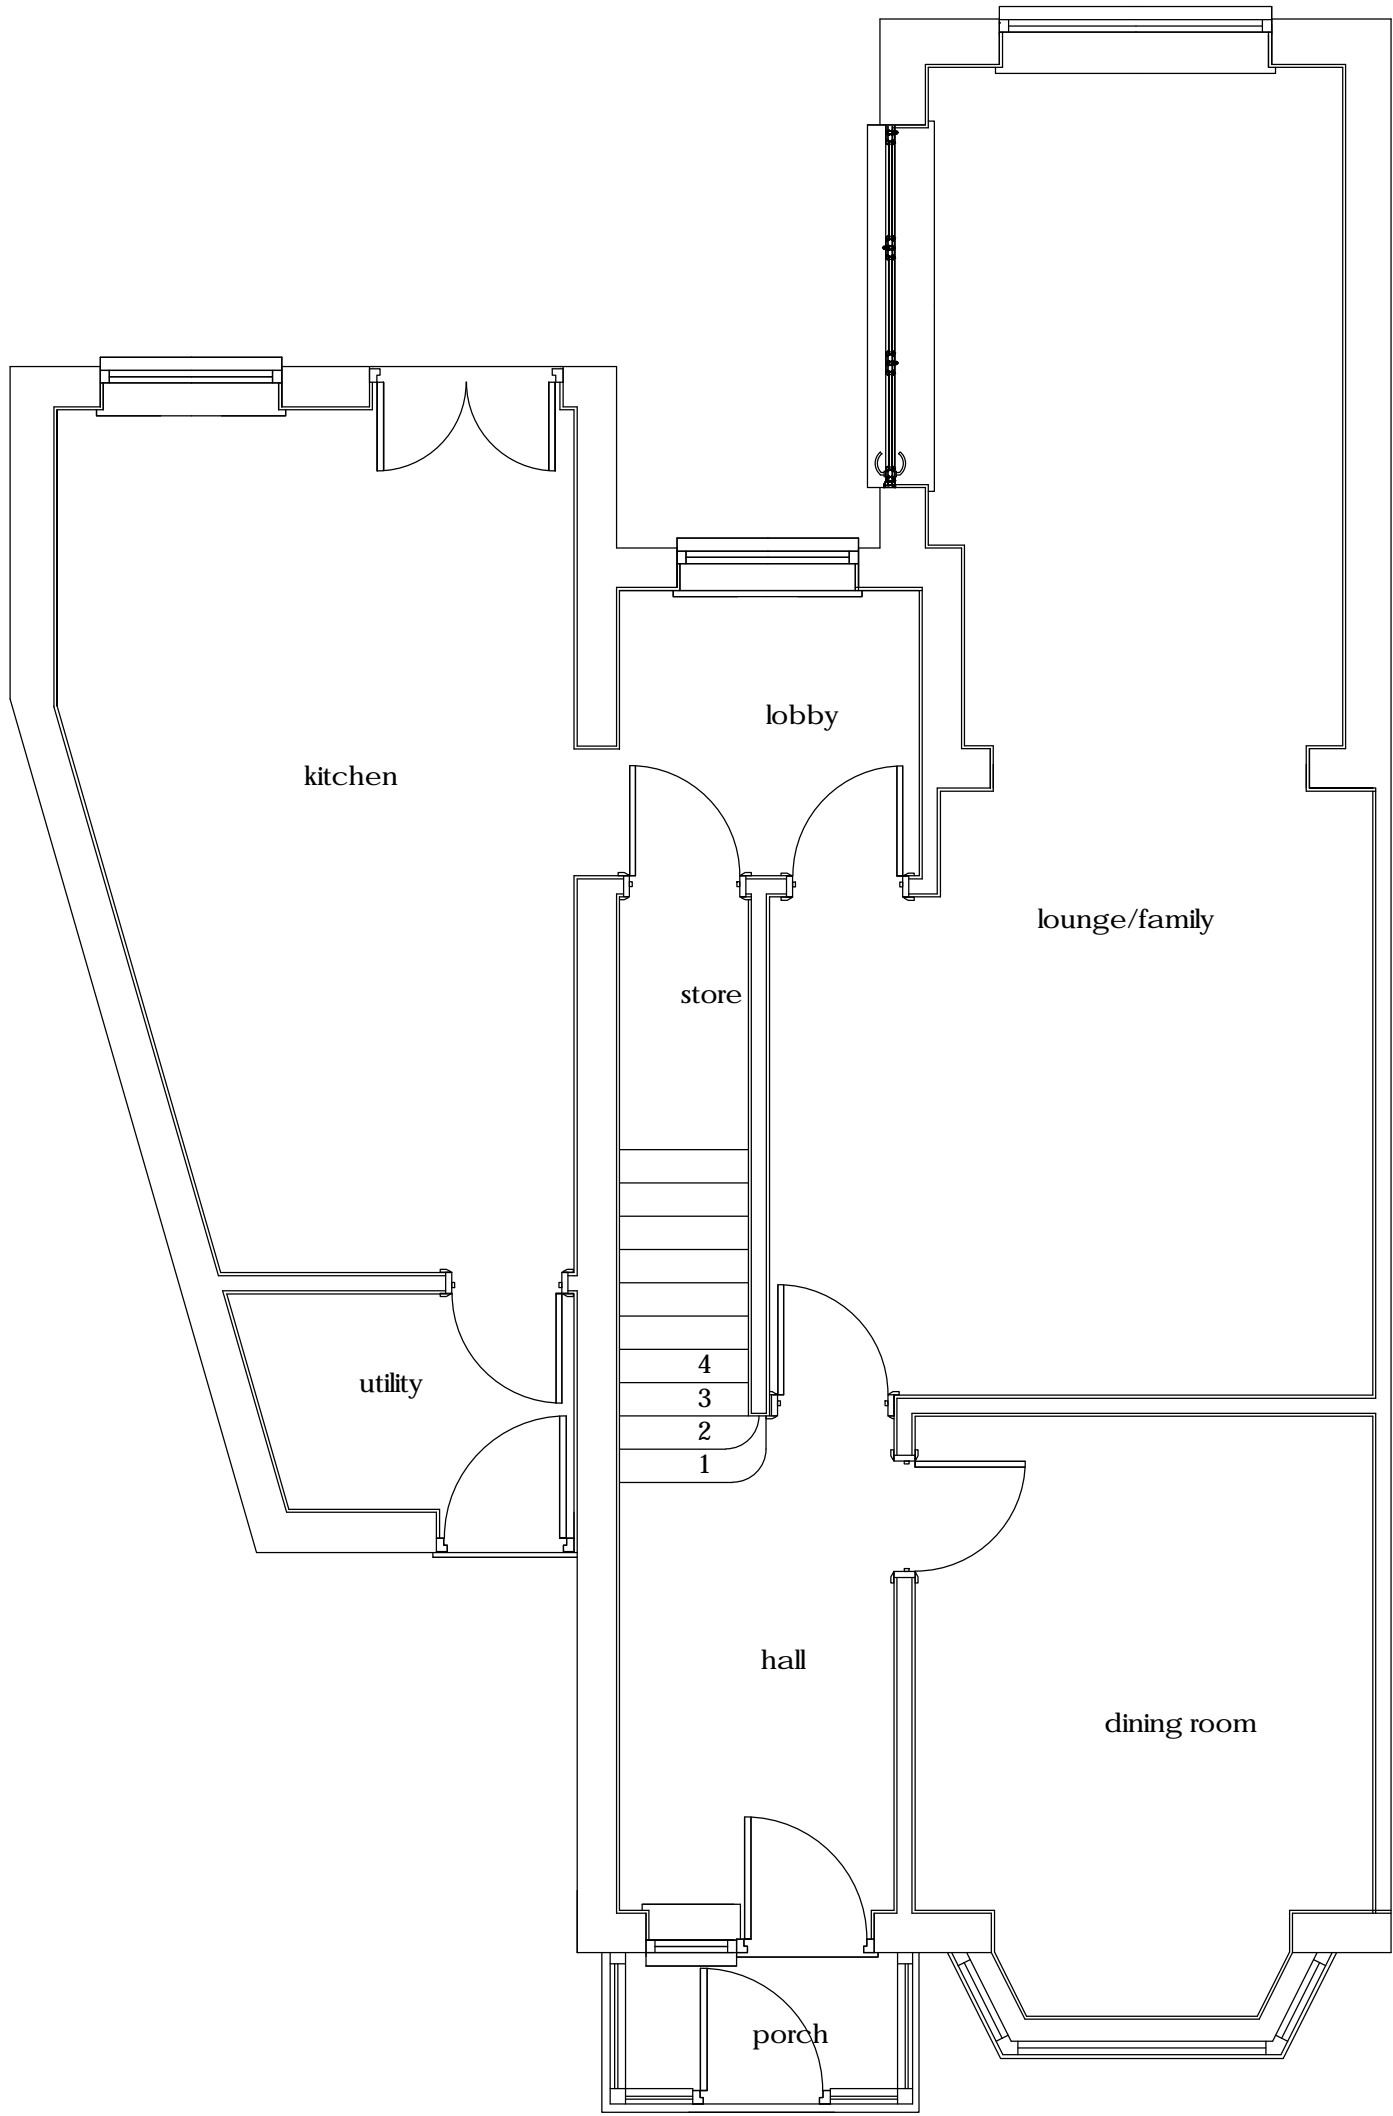 lobby
kitchen
lounge/family
store
4
3
2
1
utility
hall
dining room
porch